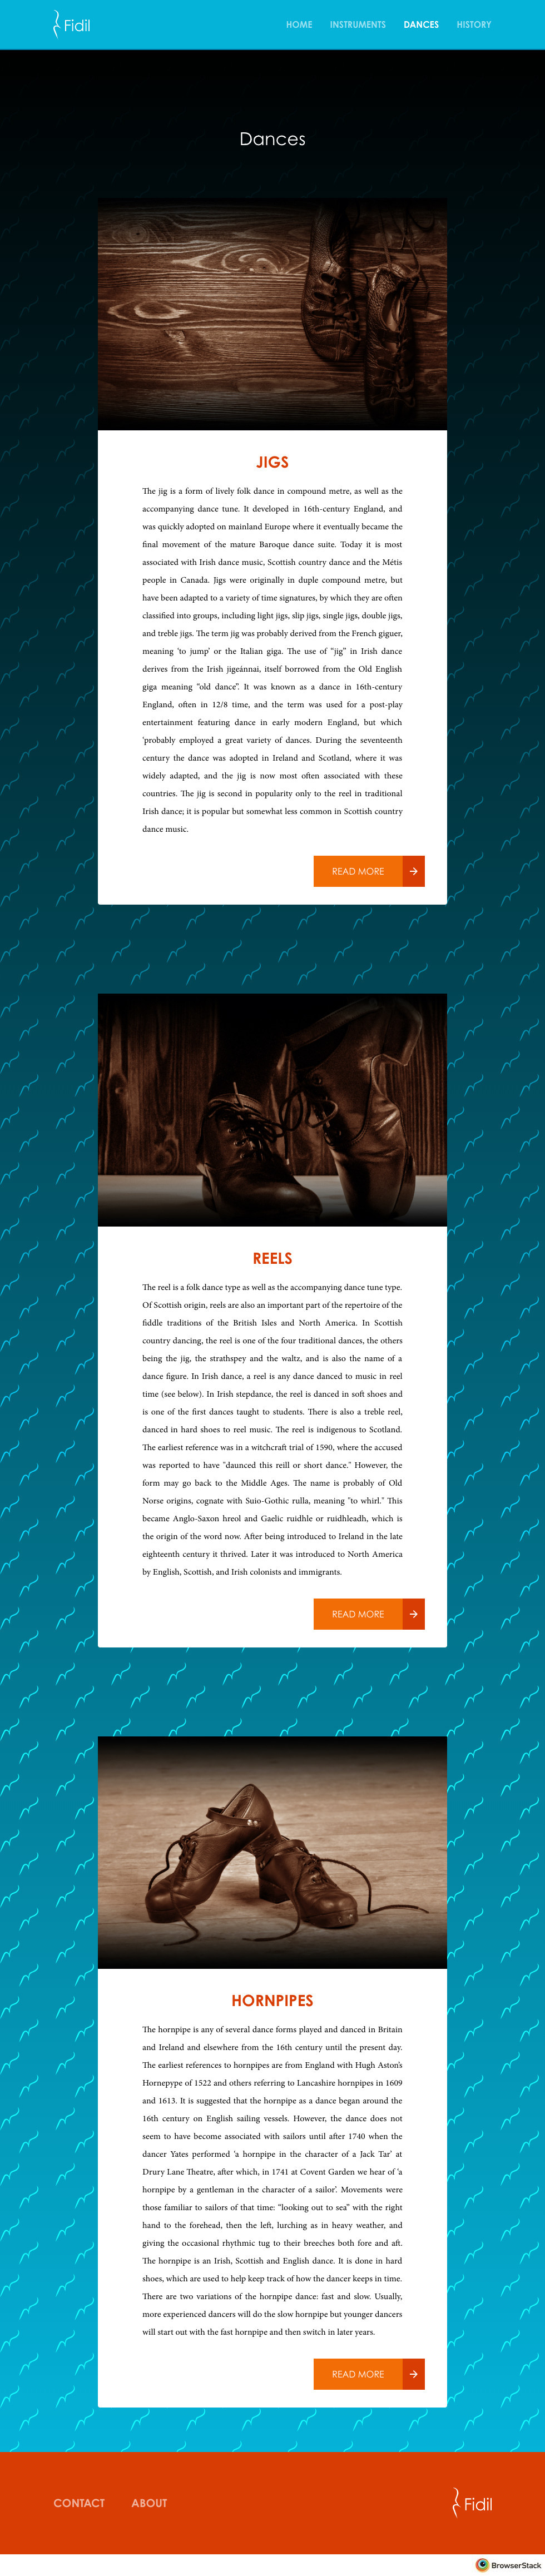 Fidil
HOME INSTRUMENTS DANCES HISTORY
Dances
JIGS
The jig is a form of lively folk dance in compound metre, as well as the
accompanying dance tune. It developed in 16th-century England, and
was quickly adopted on mainland Europe where it eventually became the
final movement of the mature Baroque dance suite. Today it is most
associated with Irish dance music, Scottish country dance and the Métis
people in Canada. Jigs were originally in duple compound metre, but
have been adapted to a variety of time signatures, by which they are often
classified into groups, including light jigs, slip jigs, single jigs, double jigs,
and treble jigs. The term jig was probably derived from the French giguer,
meaning ‘to jump’ or the Italian giga. The use of “jig” in Irish dance
derives from the Irish jigeánnai, itself borrowed from the Old English
giga meaning “old dance”. It was known as a dance in 16th-century
England, often in 12/8 time, and the term was used for a post-play
entertainment featuring dance in early modern England, but which
‘probably employed a great variety of dances. During the seventeenth
century the dance was adopted in Ireland and Scotland, where it was
widely adapted, and the jig is now most often associated with these
countries. The jig is second in popularity only to the reel in traditional
Irish dance; it is popular but somewhat less common in Scottish country
dance music.
READ MORE
REELS
The reel is a folk dance type as well as the accompanying dance tune type.
Of Scottish origin, reels are also an important part of the repertoire of the
fiddle traditions of the British Isles and North America. In Scottish
country dancing, the reel is one of the four traditional dances, the others
being the jig, the strathspey and the waltz, and is also the name of a
dance figure. In Irish dance, a reel is any dance danced to music in reel
time (see below). In Irish stepdance, the reel is danced in soft shoes and
is one of the first dances taught to students. There is also a treble reel,
danced in hard shoes to reel music. The reel is indigenous to Scotland.
The earliest reference was in a witchcraft trial of 1590, where the accused
was reported to have "daunced this reill or short dance." However, the
form may go back to the Middle Ages. The name is probably of Old
Norse origins, cognate with Suio-Gothic rulla, meaning "to whirl." This
became Anglo-Saxon hreol and Gaelic ruidhle or ruidhleadh, which is
the origin of the word now. After being introduced to Ireland in the late
eighteenth century it thrived. Later it was introduced to North America
by English, Scottish, and Irish colonists and immigrants.
READ MORE
HORNPIPES
The hornpipe is any of several dance forms played and danced in Britain
and Ireland and elsewhere from the 16th century until the present day.
The earliest references to hornpipes are from England with Hugh Aston’s
Hornepype of 1522 and others referring to Lancashire hornpipes in 1609
and 1613. It is suggested that the hornpipe as a dance began around the
16th century on English sailing vessels. However, the dance does not
seem to have become associated with sailors until after 1740 when the
dancer Yates performed ‘a hornpipe in the character of a Jack Tar’ at
Drury Lane Theatre, after which, in 1741 at Covent Garden we hear of ‘a
hornpipe by a gentleman in the character of a sailor’. Movements were
those familiar to sailors of that time: “looking out to sea” with the right
hand to the forehead, then the left, lurching as in heavy weather, and
giving the occasional rhythmic tug to their breeches both fore and aft.
The hornpipe is an Irish, Scottish and English dance. It is done in hard
shoes, which are used to help keep track of how the dancer keeps in time.
There are two variations of the hornpipe dance: fast and slow. Usually,
more experienced dancers will do the slow hornpipe but younger dancers
will start out with the fast hornpipe and then switch in later years.
READ MORE
CONTACT ABOUT
Fidil
BrowserStack